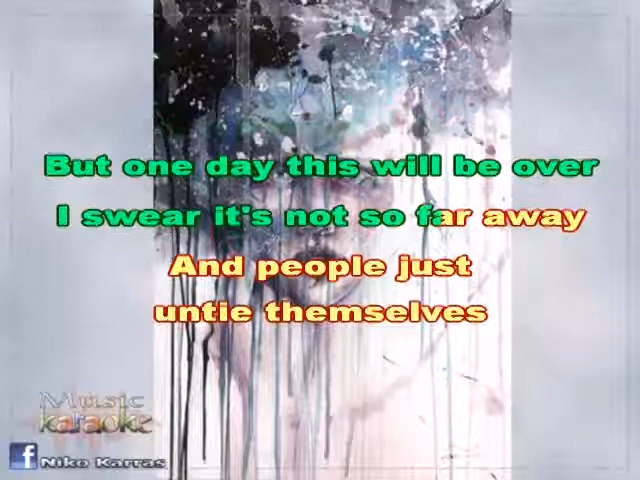 But one day this will be over
I swear it's not so far away
And people just
untie themselves
Music
karaoke
f Niko Karras